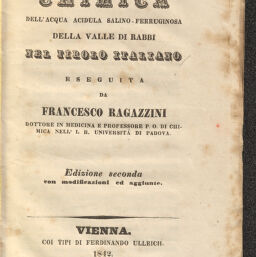 CHIMICA
DELL'ACQUA ACIDULA SALINO-FERRUGINOSA
DELLA VALLE DI RABBI
NEL TIROLO ITALIANO
ESEGUITA
DA
FRANCESCO RAGAZZINI
DOTTORE IN MEDICINA E PROFESSORE P. O. DI CHI-
MICA NELL' I. R. UNIVERSITÀ DI PADOVA.
Edizione seconda
con modificazioni ed aggiunte.
VIENNA.
COI TIPI DI FERDINANDO ULLRICH.
1842.